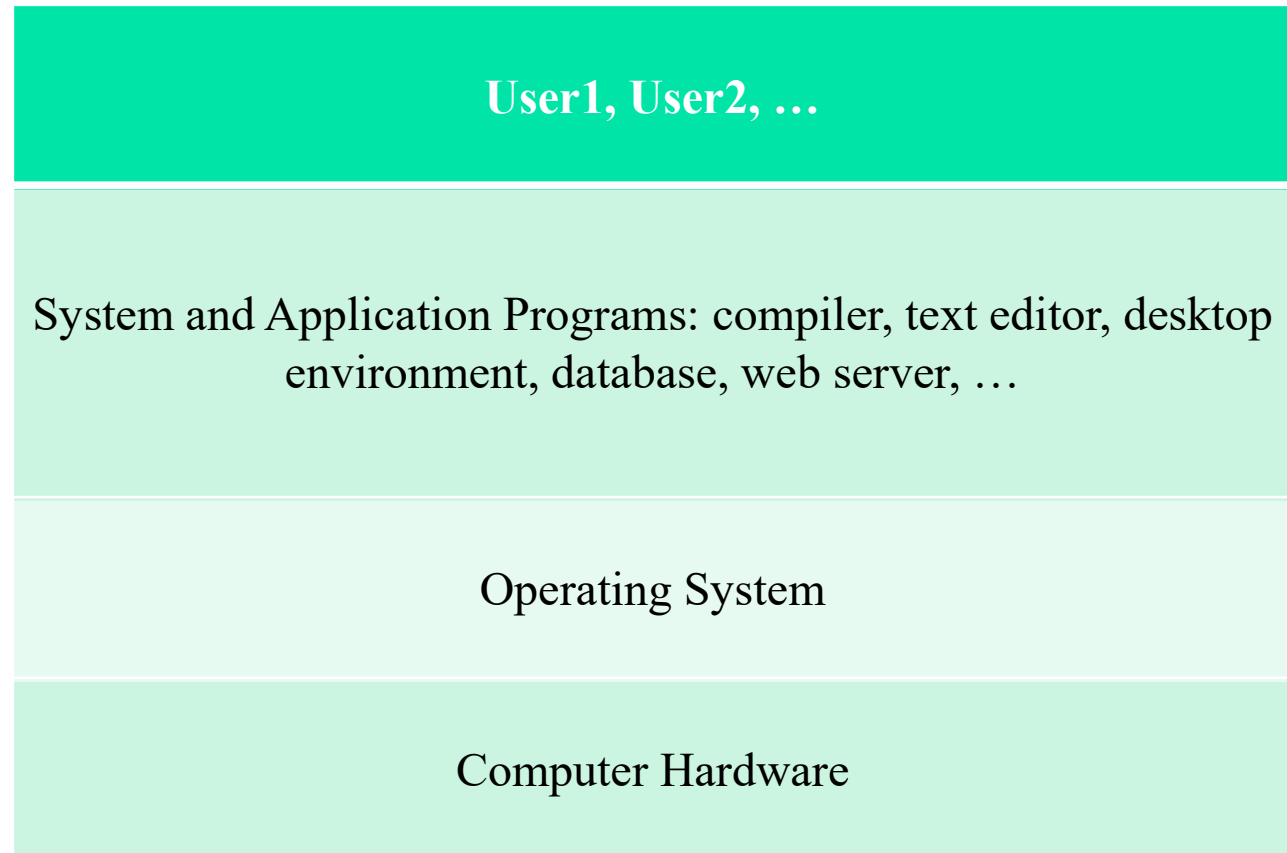 User1, User2, …
System and Application Programs: compiler, text editor, desktop
environment, database, web server, …
Operating System
Computer Hardware